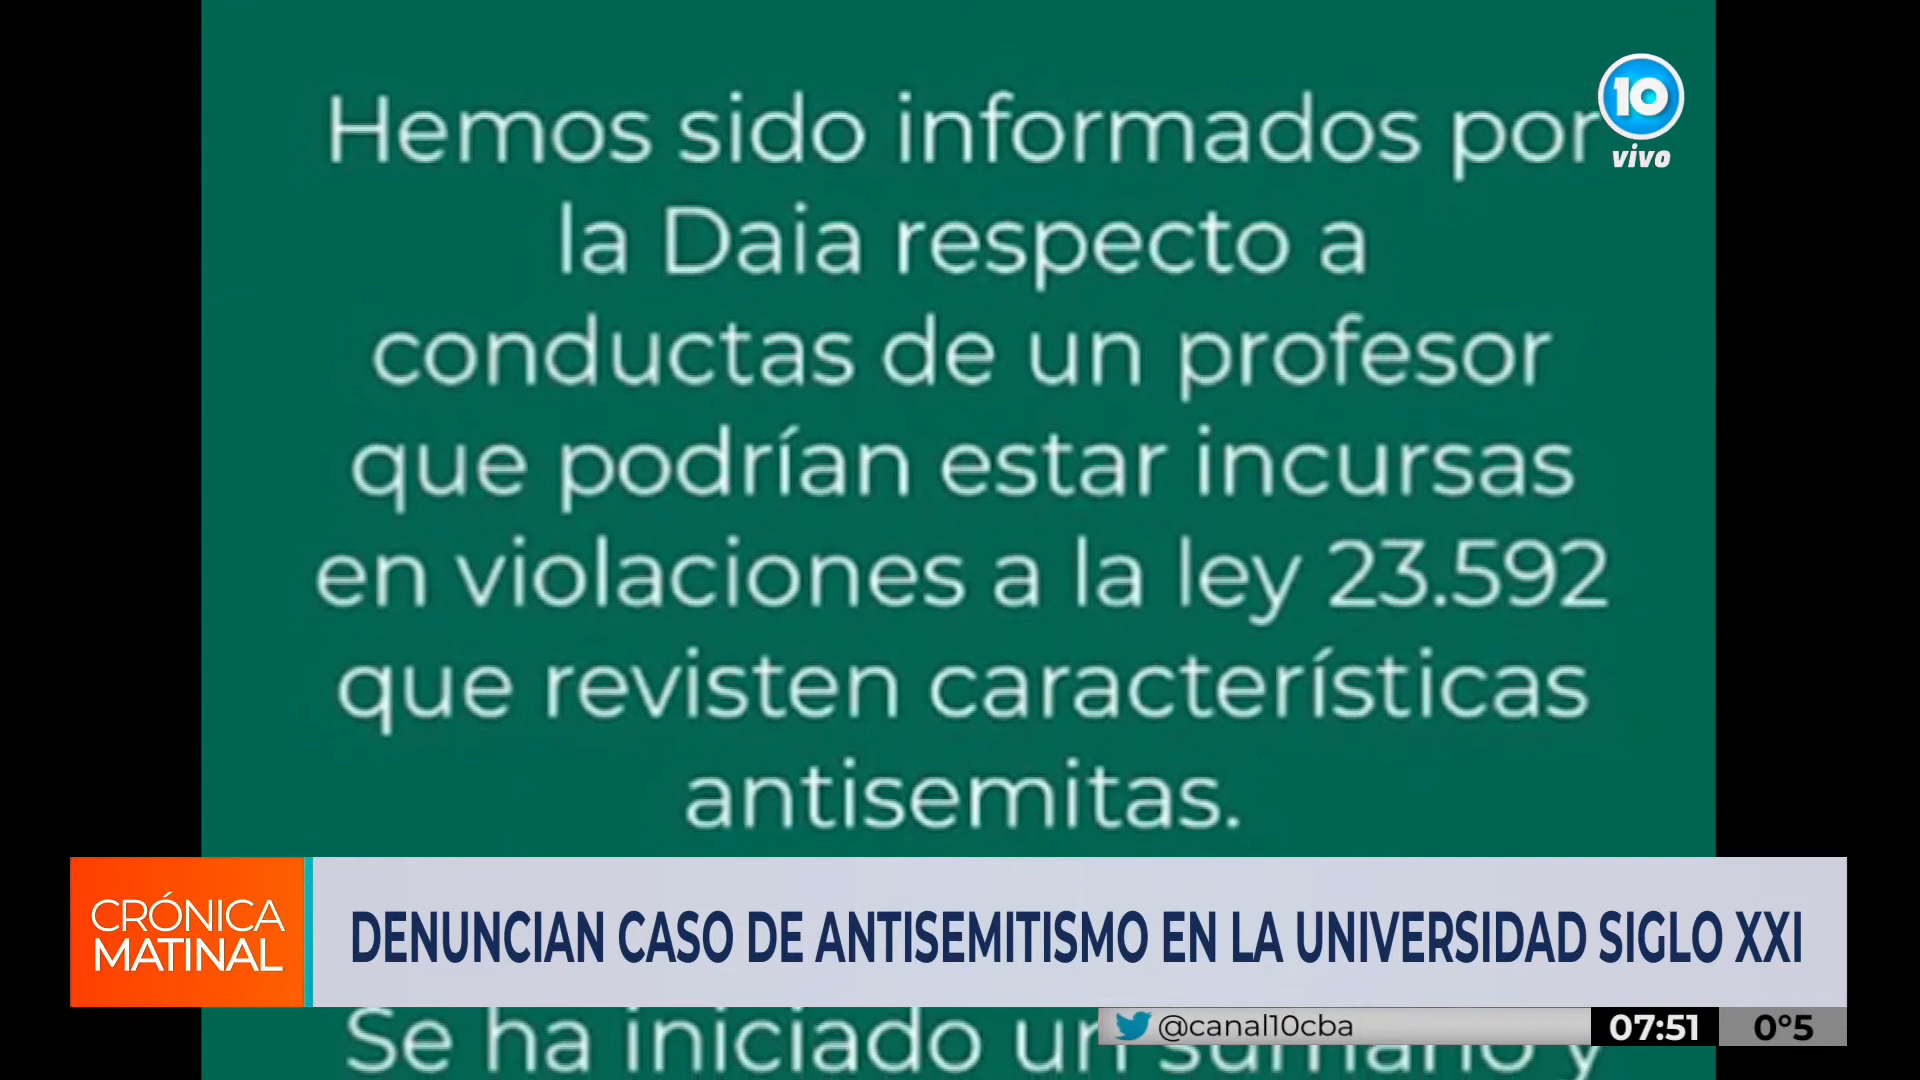 Hemos sido informados por
la Daia respecto a
conductas de un profesor
que podrían estar incursas
en violaciones a la ley 23.592
que revisten características
antisemitas.
10
vivo
CRÓNICA
MATINAL
DENUNCIAN CASO DE ANTISEMITISMO EN LA UNIVERSIDAD SIGLO XXI
Se ha iniciado un sumario y
@canal10cba
07:51
0°5